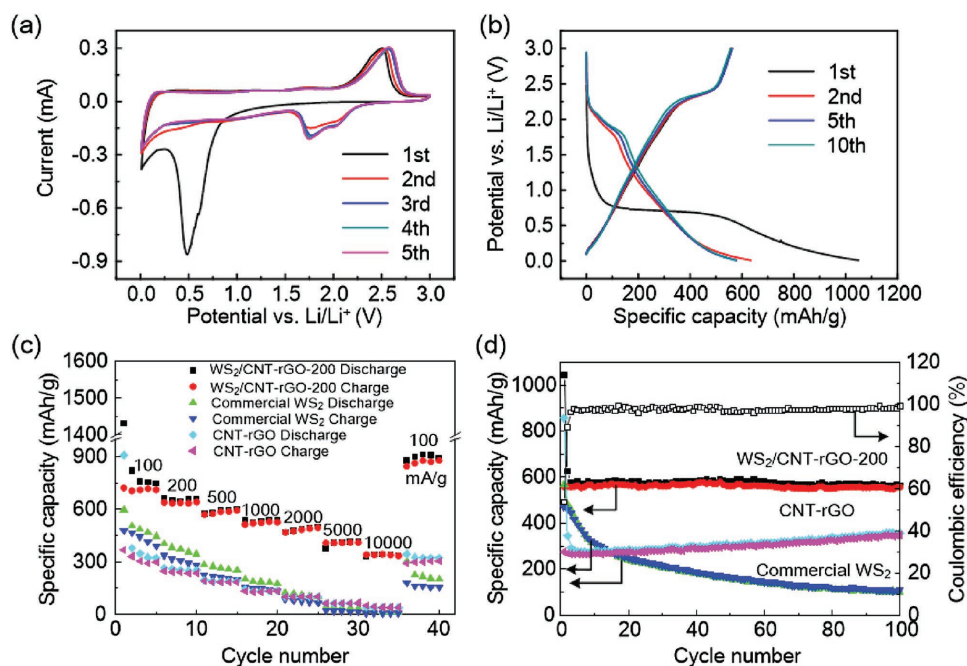 (a)
0.3
0.0
-0.3
-0.6
-0.9
Current (mA)
1st
2nd
3rd
4th
5th
0.0 0.5 1.0 1.5 2.0 2.5 3.0
Potential vs. Li/Li⁺ (V)
(b)
3.0
2.5
2.0
1.5
1.0
0.5
0.0
Potential vs. Li/Li⁺ (V)
1st
2nd
5th
10th
0 200 400 600 800 1000 1200
Specific capacity (mAh/g)
(c)
1600
1500
1400
900
600
300
0
Specific capacity (mAh/g)
WS₂/CNT-rGO-200 Discharge
WS₂/CNT-rGO-200 Charge
Commercial WS₂ Discharge
Commercial WS₂ Charge
CNT-rGO Discharge
CNT-rGO Charge
100
200
500
1000
2000
5000
10000
100
mA/g
0 10 20 30 40
Cycle number
(d)
1000
800
600
400
200
0
Specific capacity (mAh/g)
WS₂/CNT-rGO-200
CNT-rGO
Commercial WS₂
120
100
80
60
40
20
0
Coulombic efficiency (%)
0 20 40 60 80 100
Cycle number